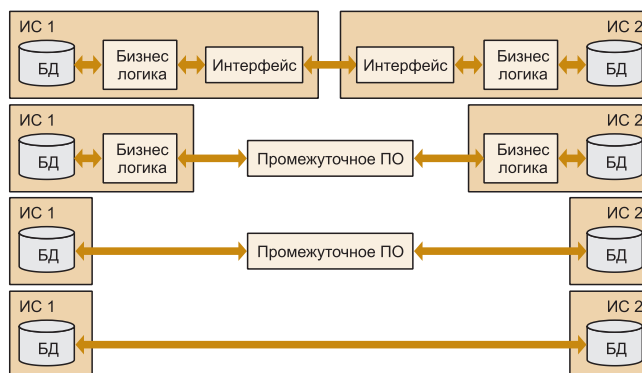 ИС 1
ИС 2
БД
Бизнес
логика
Интерфейс
Интерфейс
Бизнес
логика
БД
ИС 1
ИС 2
БД
Бизнес
логика
Промежуточное ПО
Бизнес
логика
БД
ИС 1
ИС 2
БД
Промежуточное ПО
БД
ИС 1
ИС 2
БД
БД